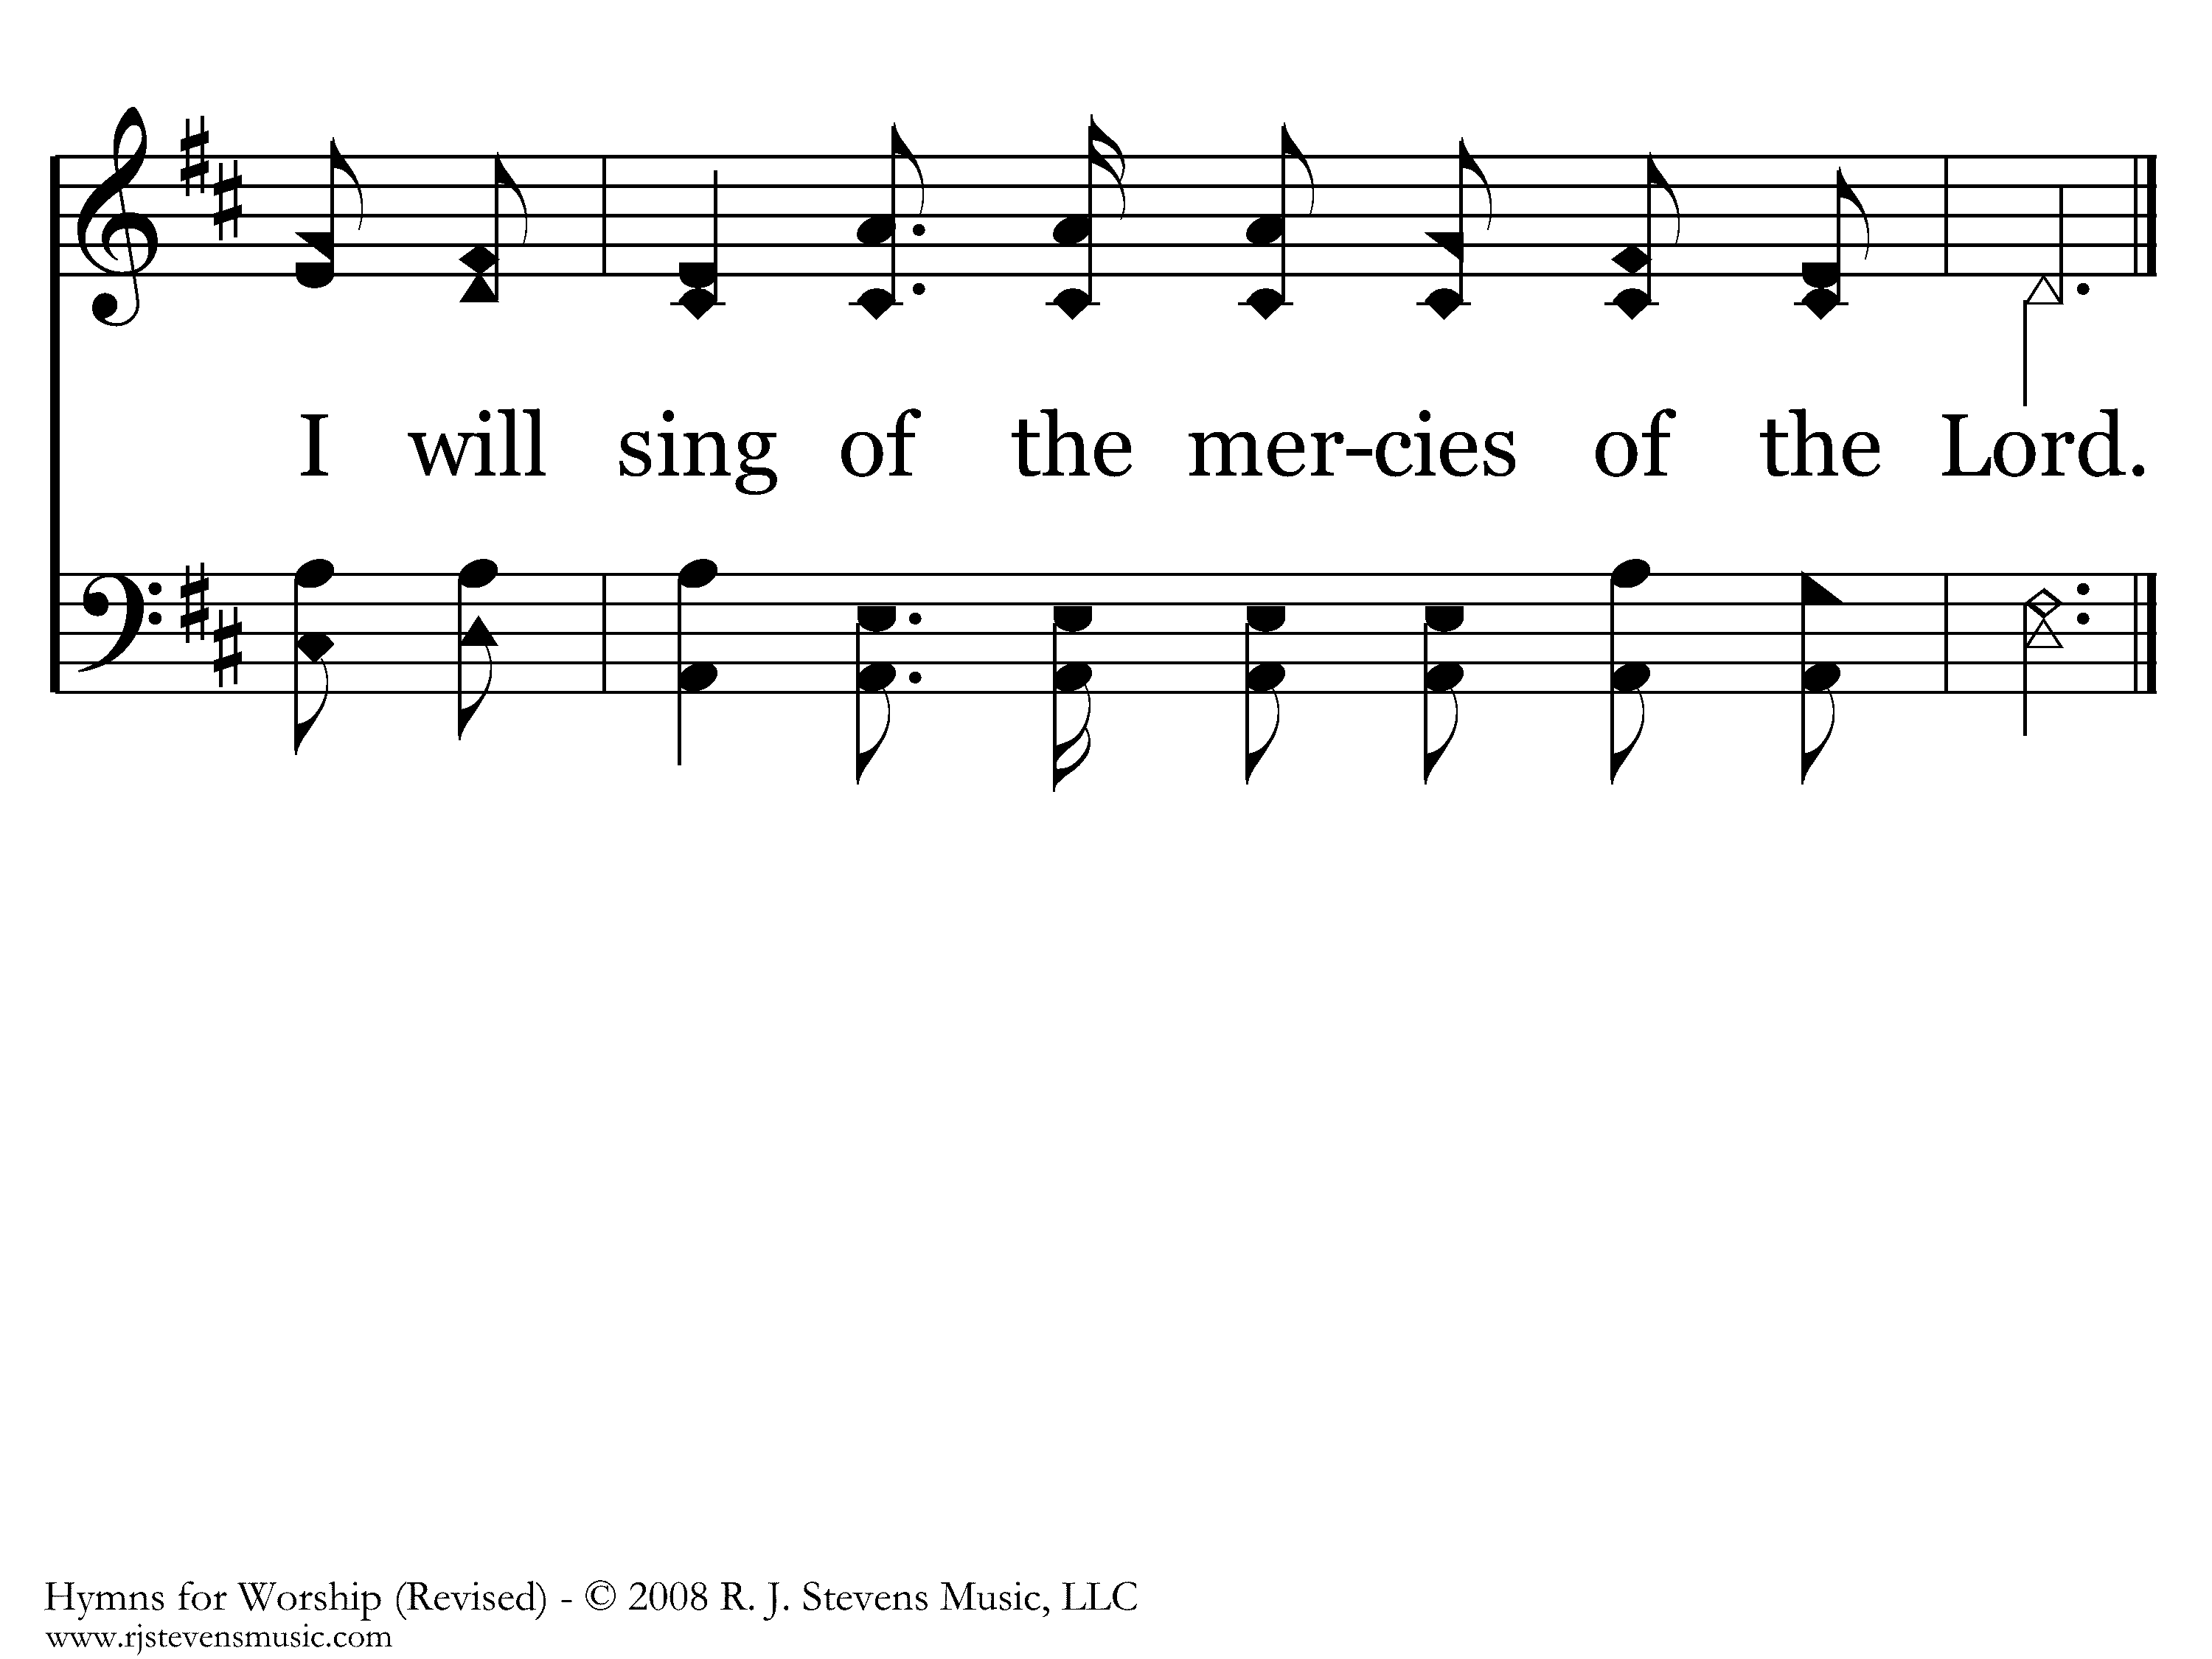 I will sing of the mer-cies of the Lord.
Hymns for Worship (Revised) - © 2008 R. J. Stevens Music, LLC
www.rjstevensmusic.com